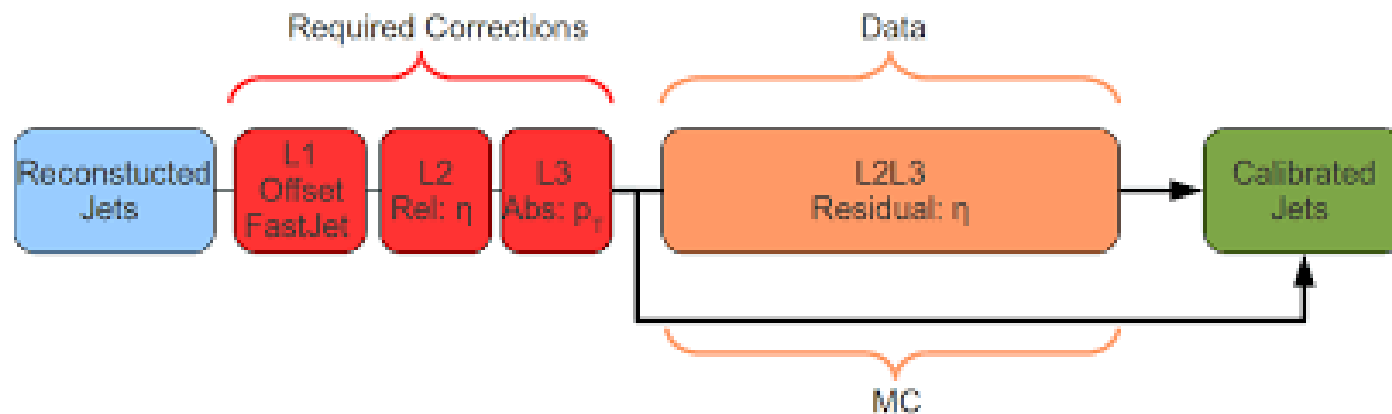 Required Corrections
Data
Reconstucted
Jets
L1
Offset
FastJet
L2
Rel: η
L3
Abs: pT
L2L3
Residual: η
Calibrated
Jets
MC